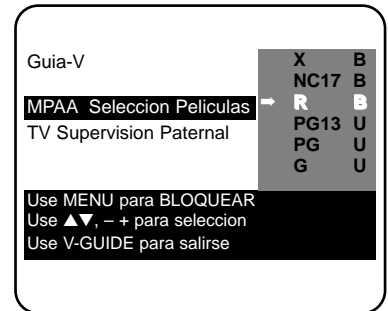 Guia-V
X B
NC17 B
MPAA Seleccion Peliculas ➡ R B
TV Supervision Paternal
PG13 U
PG U
G U
Use MENU para BLOQUEAR
Use ▲▼, – + para seleccion
Use V-GUIDE para salirse